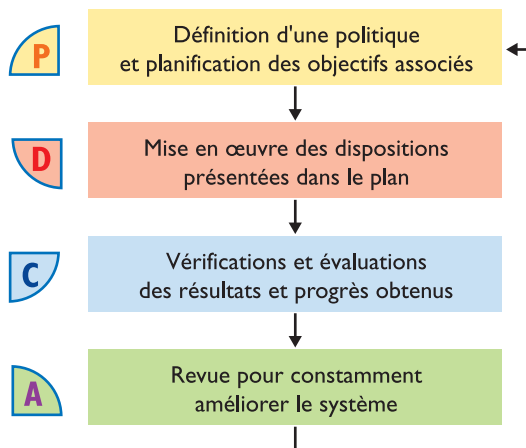 P
Définition d'une politique
et planification des objectifs associés
D
Mise en œuvre des dispositions
présentées dans le plan
C
Vérifications et évaluations
des résultats et progrès obtenus
A
Revue pour constamment
améliorer le système